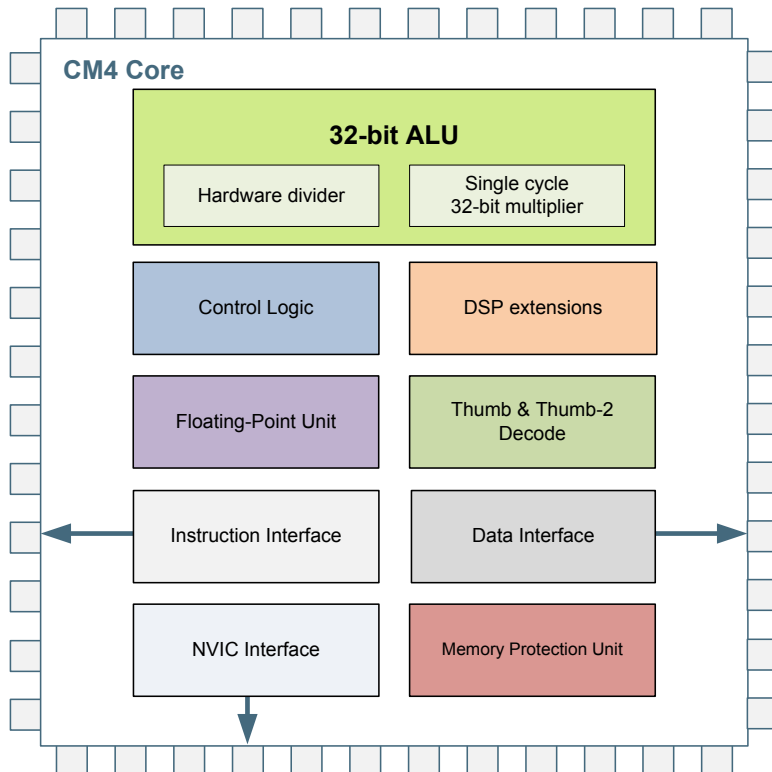 CM4 Core
32-bit ALU
Hardware divider
Single cycle
32-bit multiplier
Control Logic
DSP extensions
Floating-Point Unit
Thumb & Thumb-2
Decode
Instruction Interface
Data Interface
NVIC Interface
Memory Protection Unit